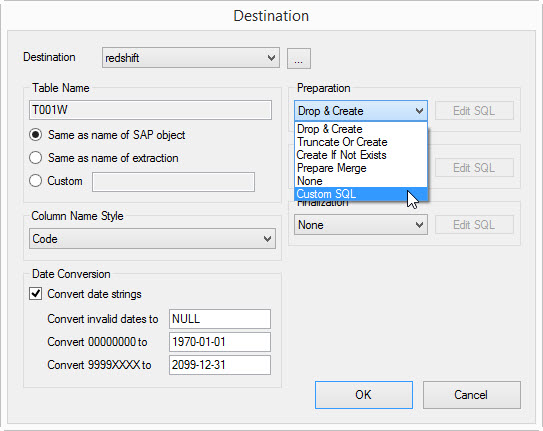 Destination
Destination
redshift
...
Table Name
T001W
Same as name of SAP object
Same as name of extraction
Custom
Column Name Style
Code
Date Conversion
Convert date strings
Convert invalid dates to NULL
Convert 00000000 to 1970-01-01
Convert 9999XXXX to 2099-12-31
Preparation
Drop & Create
Edit SQL
Drop & Create
Truncate Or Create
Create If Not Exists
Prepare Merge
None
Custom SQL
Edit SQL
Finalization
None
Edit SQL
OK
Cancel